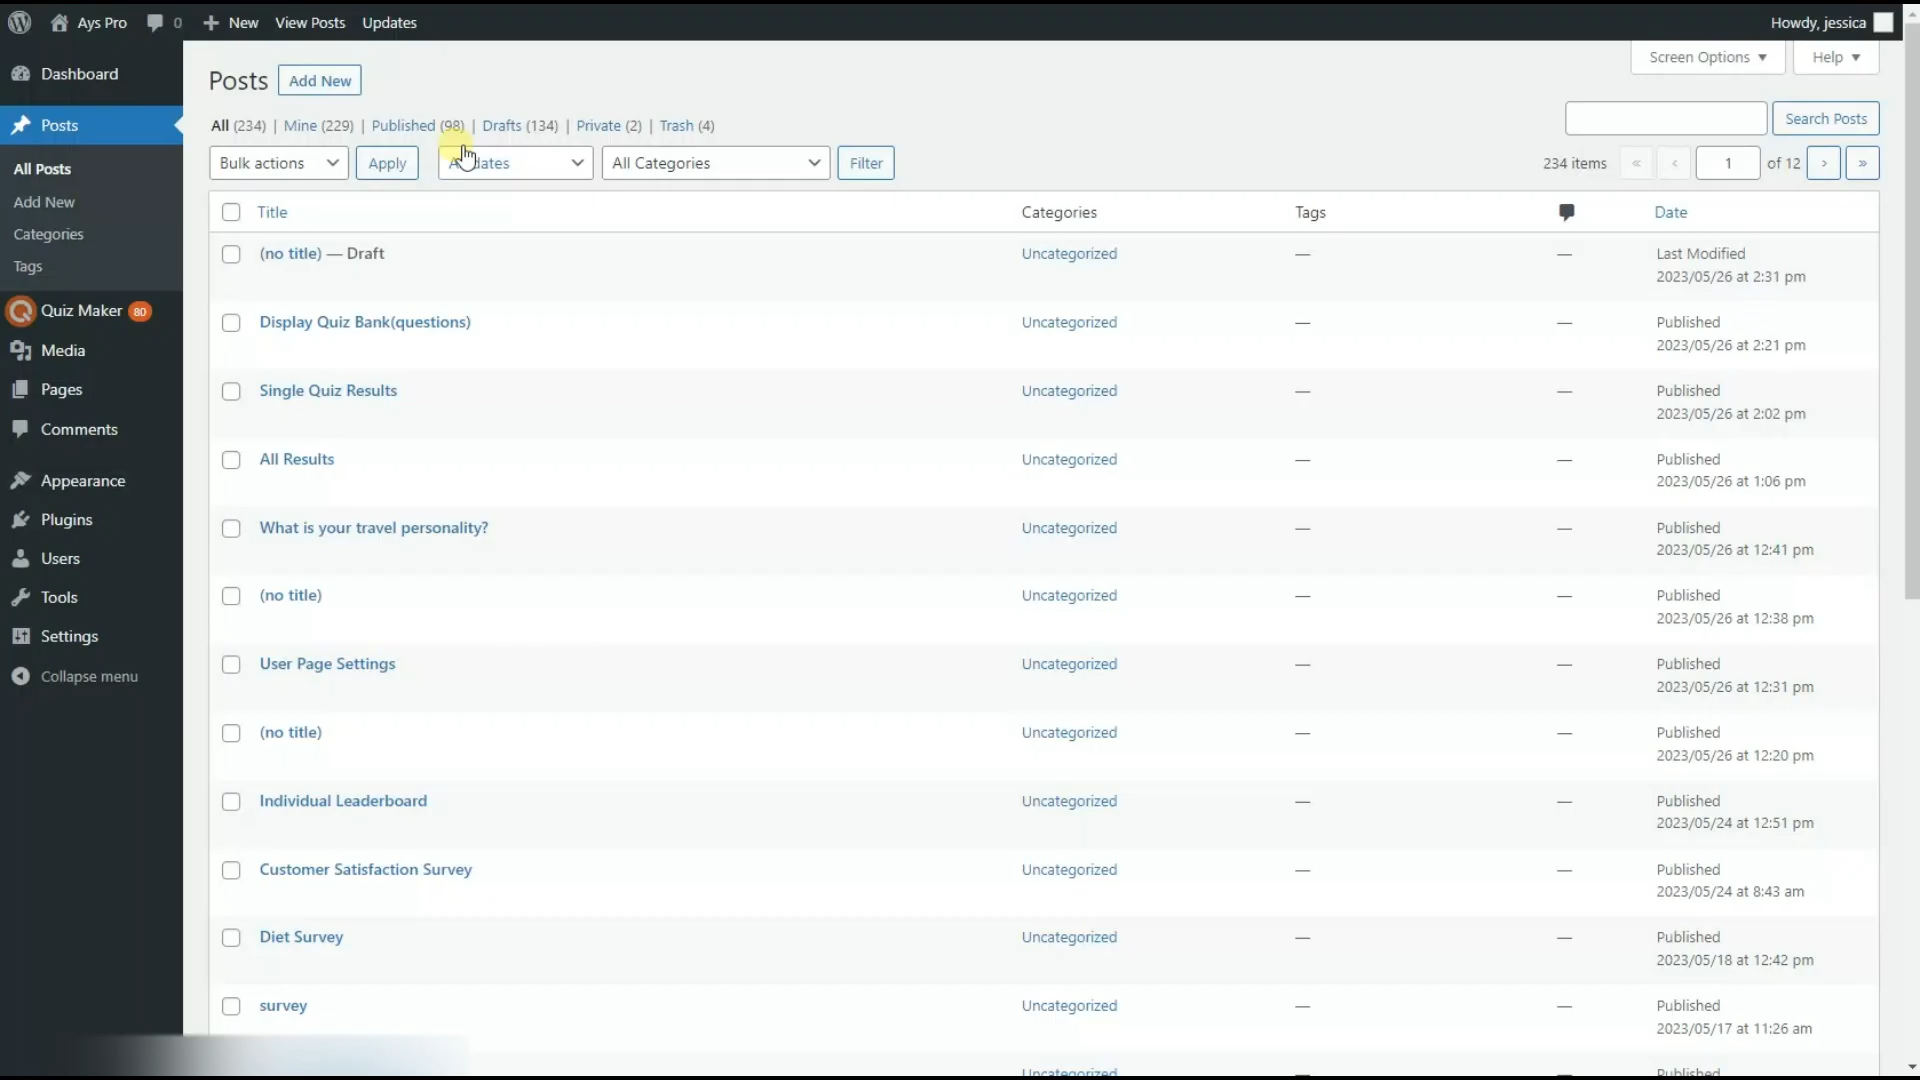 Ays Pro 0 New View Posts Updates Howdy, jessica
Screen Options Help
Dashboard
Posts
All Posts
Add New
Categories
Tags
Quiz Maker 80
Media
Pages
Comments
Appearance
Plugins
Users
Tools
Settings
Collapse menu
Posts Add New
All (234) | Mine (229) | Published (98) | Drafts (134) | Private (2) | Trash (4)
Search Posts
Bulk actions Apply dates All Categories Filter 234 items « ‹ 1 of 12 › »
Title Categories Tags Date
(no title) — Draft Uncategorized — — Last Modified
2023/05/26 at 2:31 pm
Display Quiz Bank(questions) Uncategorized — — Published
2023/05/26 at 2:21 pm
Single Quiz Results Uncategorized — — Published
2023/05/26 at 2:02 pm
All Results Uncategorized — — Published
2023/05/26 at 1:06 pm
What is your travel personality? Uncategorized — — Published
2023/05/26 at 12:41 pm
(no title) Uncategorized — — Published
2023/05/26 at 12:38 pm
User Page Settings Uncategorized — — Published
2023/05/26 at 12:31 pm
(no title) Uncategorized — — Published
2023/05/26 at 12:20 pm
Individual Leaderboard Uncategorized — — Published
2023/05/24 at 12:51 pm
Customer Satisfaction Survey Uncategorized — — Published
2023/05/24 at 8:43 am
Diet Survey Uncategorized — — Published
2023/05/18 at 12:42 pm
survey Uncategorized — — Published
2023/05/17 at 11:26 am
Uncategorized — — Published